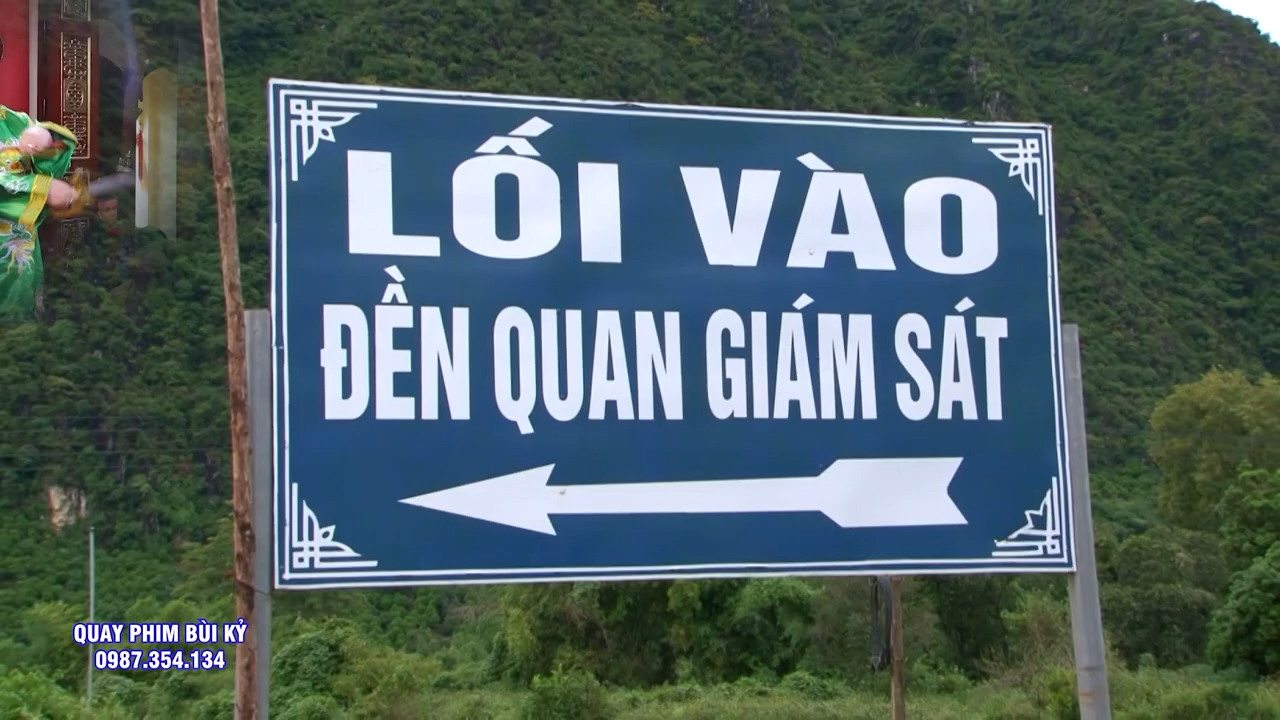 LỐI VÀO
ĐỀN QUAN GIÁM SÁT
QUAY PHIM BÙI KỶ
0987.354.134